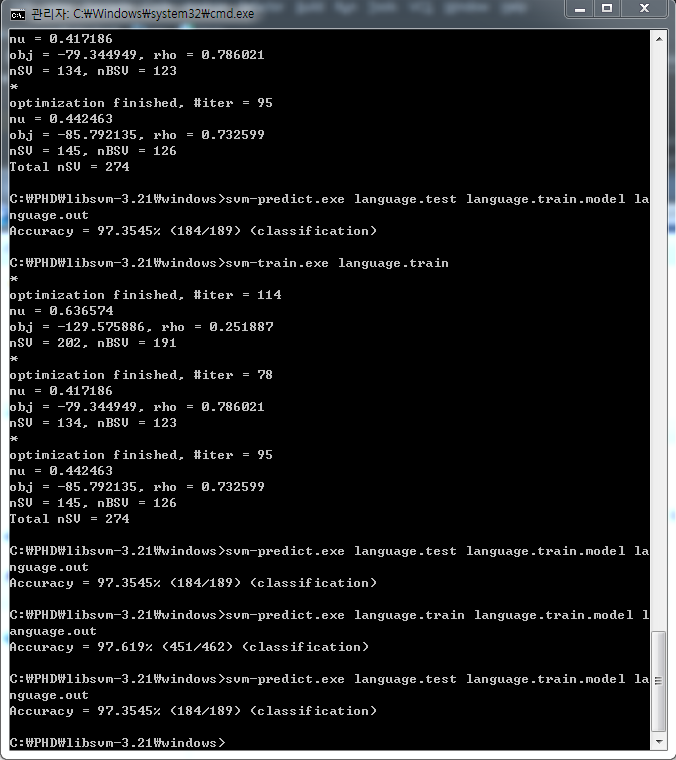 관리자: C:₩Windows₩system32₩cmd.exe
nu = 0.417186
obj = -79.344949, rho = 0.786021
nSV = 134, nBSV = 123
*
optimization finished, #iter = 95
nu = 0.442463
obj = -85.792135, rho = 0.732599
nSV = 145, nBSV = 126
Total nSV = 274
C:₩PHD₩libsvm-3.21₩windows>svm-predict.exe language.test language.train.model la
nguage.out
Accuracy = 97.3545% (184/189) (classification)
C:₩PHD₩libsvm-3.21₩windows>svm-train.exe language.train
*
optimization finished, #iter = 114
nu = 0.636574
obj = -129.575886, rho = 0.251887
nSV = 202, nBSV = 191
*
optimization finished, #iter = 78
nu = 0.417186
obj = -79.344949, rho = 0.786021
nSV = 134, nBSV = 123
*
optimization finished, #iter = 95
nu = 0.442463
obj = -85.792135, rho = 0.732599
nSV = 145, nBSV = 126
Total nSV = 274
C:₩PHD₩libsvm-3.21₩windows>svm-predict.exe language.test language.train.model la
nguage.out
Accuracy = 97.3545% (184/189) (classification)
C:₩PHD₩libsvm-3.21₩windows>svm-predict.exe language.train language.train.model l
anguage.out
Accuracy = 97.619% (451/462) (classification)
C:₩PHD₩libsvm-3.21₩windows>svm-predict.exe language.test language.train.model la
nguage.out
Accuracy = 97.3545% (184/189) (classification)
C:₩PHD₩libsvm-3.21₩windows>